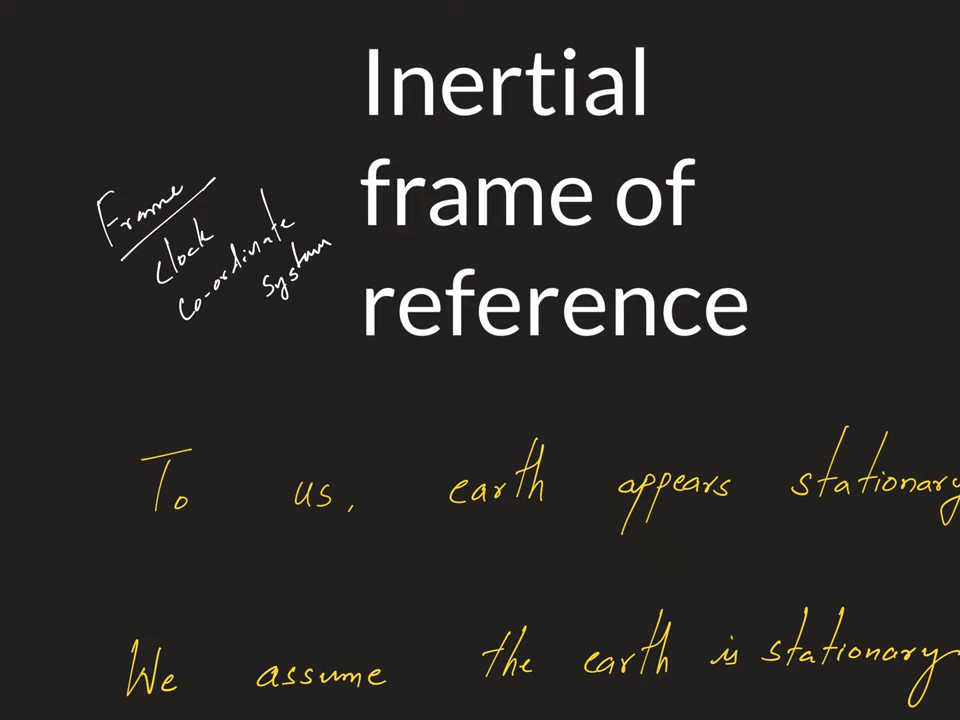 Inertial
frame of
reference
Frame
Clock
Co-ordinate
System
To us, earth appears stationary
We assume the earth is stationary